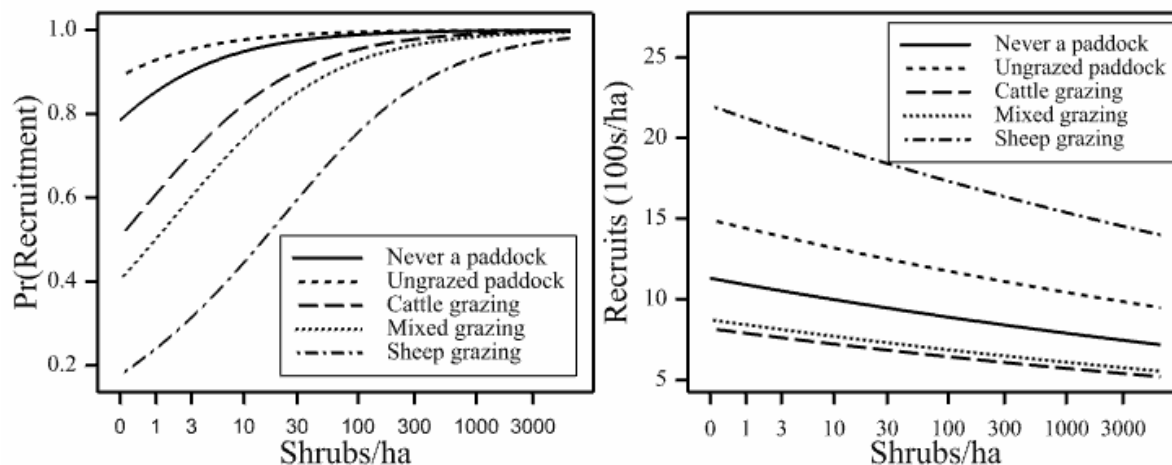 Pr(Recruitment)
1.0
0.8
0.6
0.4
0.2
Never a paddock
Ungrazed paddock
Cattle grazing
Mixed grazing
Sheep grazing
0 1 3 10 30 100 300 1000 3000
Shrubs/ha
Recruits (100s/ha)
25
20
15
10
5
Never a paddock
Ungrazed paddock
Cattle grazing
Mixed grazing
Sheep grazing
0 1 3 10 30 100 300 1000 3000
Shrubs/ha